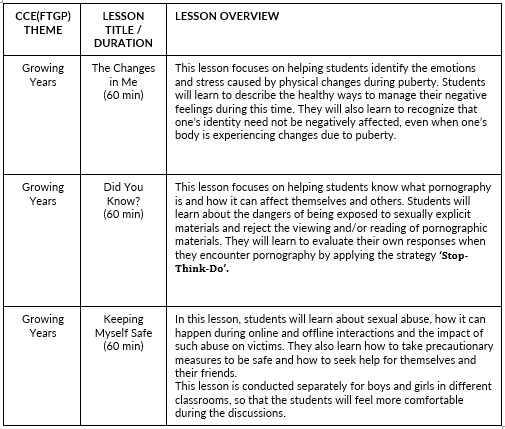 CCE(FTGP) THEME
LESSON TITLE / DURATION
LESSON OVERVIEW
Growing Years
The Changes in Me (60 min)
This lesson focuses on helping students identify the emotions
and stress caused by physical changes during puberty. Students
will learn to describe the healthy ways to manage their negative
feelings during this time. They will also learn to recognize that
one's identity need not be negatively affected, even when one's
body is experiencing changes due to puberty.
Growing Years
Did You Know? (60 min)
This lesson focuses on helping students know what pornography
is and how it can affect themselves and others. Students will
learn about the dangers of being exposed to sexually explicit
materials and reject the viewing and/or reading of pornographic
materials. They will learn to evaluate their own responses when
they encounter pornography by applying the strategy ‘Stop-
Think-Do’.
Growing Years
Keeping Myself Safe (60 min)
In this lesson, students will learn about sexual abuse, how it can
happen during online and offline interactions and the impact of
such abuse on victims. They also learn how to take precautionary
measures to be safe and how to seek help for themselves and
their friends.
This lesson is conducted separately for boys and girls in different
classrooms, so that the students will feel more comfortable
during the discussions.